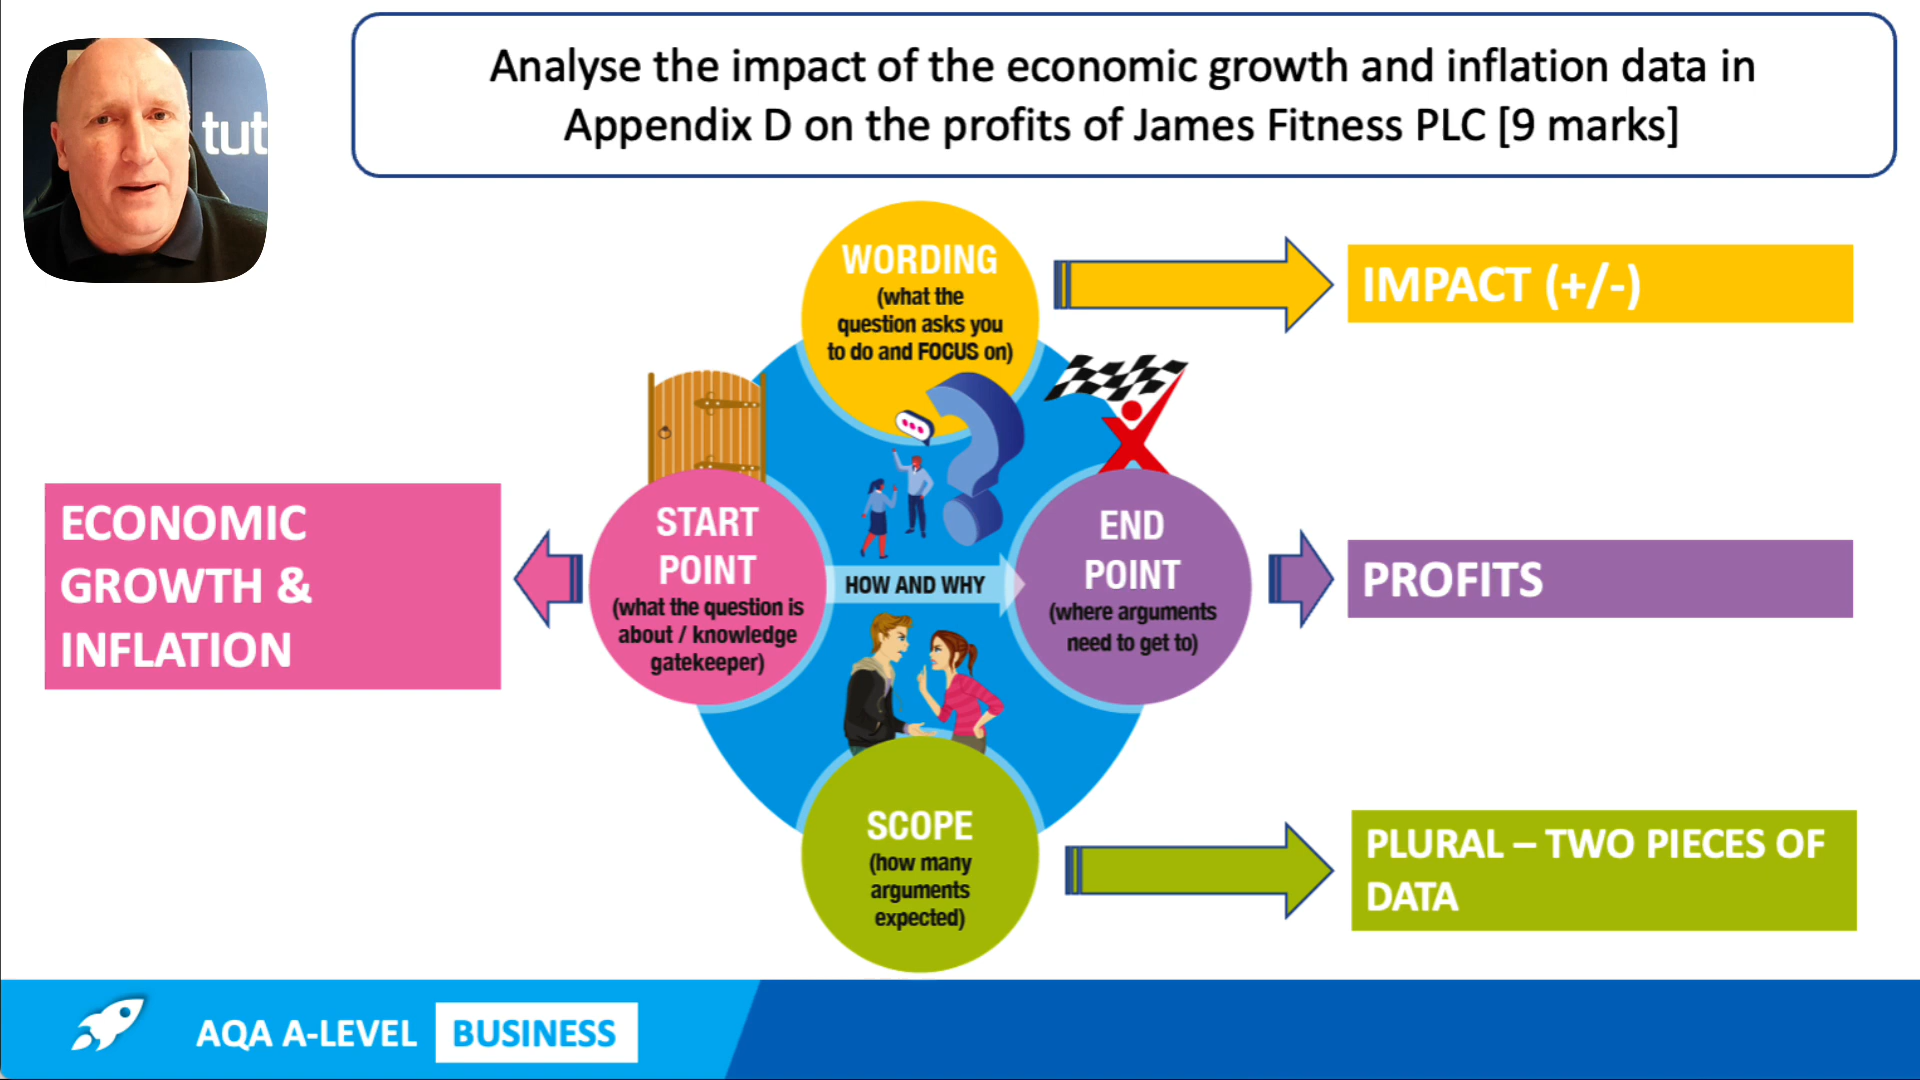 Analyse the impact of the economic growth and inflation data in
Appendix D on the profits of James Fitness PLC [9 marks]
tut
WORDING
(what the
question asks you
to do and FOCUS on)
IMPACT (+/-)
ECONOMIC
GROWTH &
INFLATION
START
POINT
(what the question is
about / knowledge
gatekeeper)
HOW AND WHY
END
POINT
(where arguments
need to get to)
PROFITS
SCOPE
(how many
arguments
expected)
PLURAL – TWO PIECES OF
DATA
AQA A-LEVEL BUSINESS